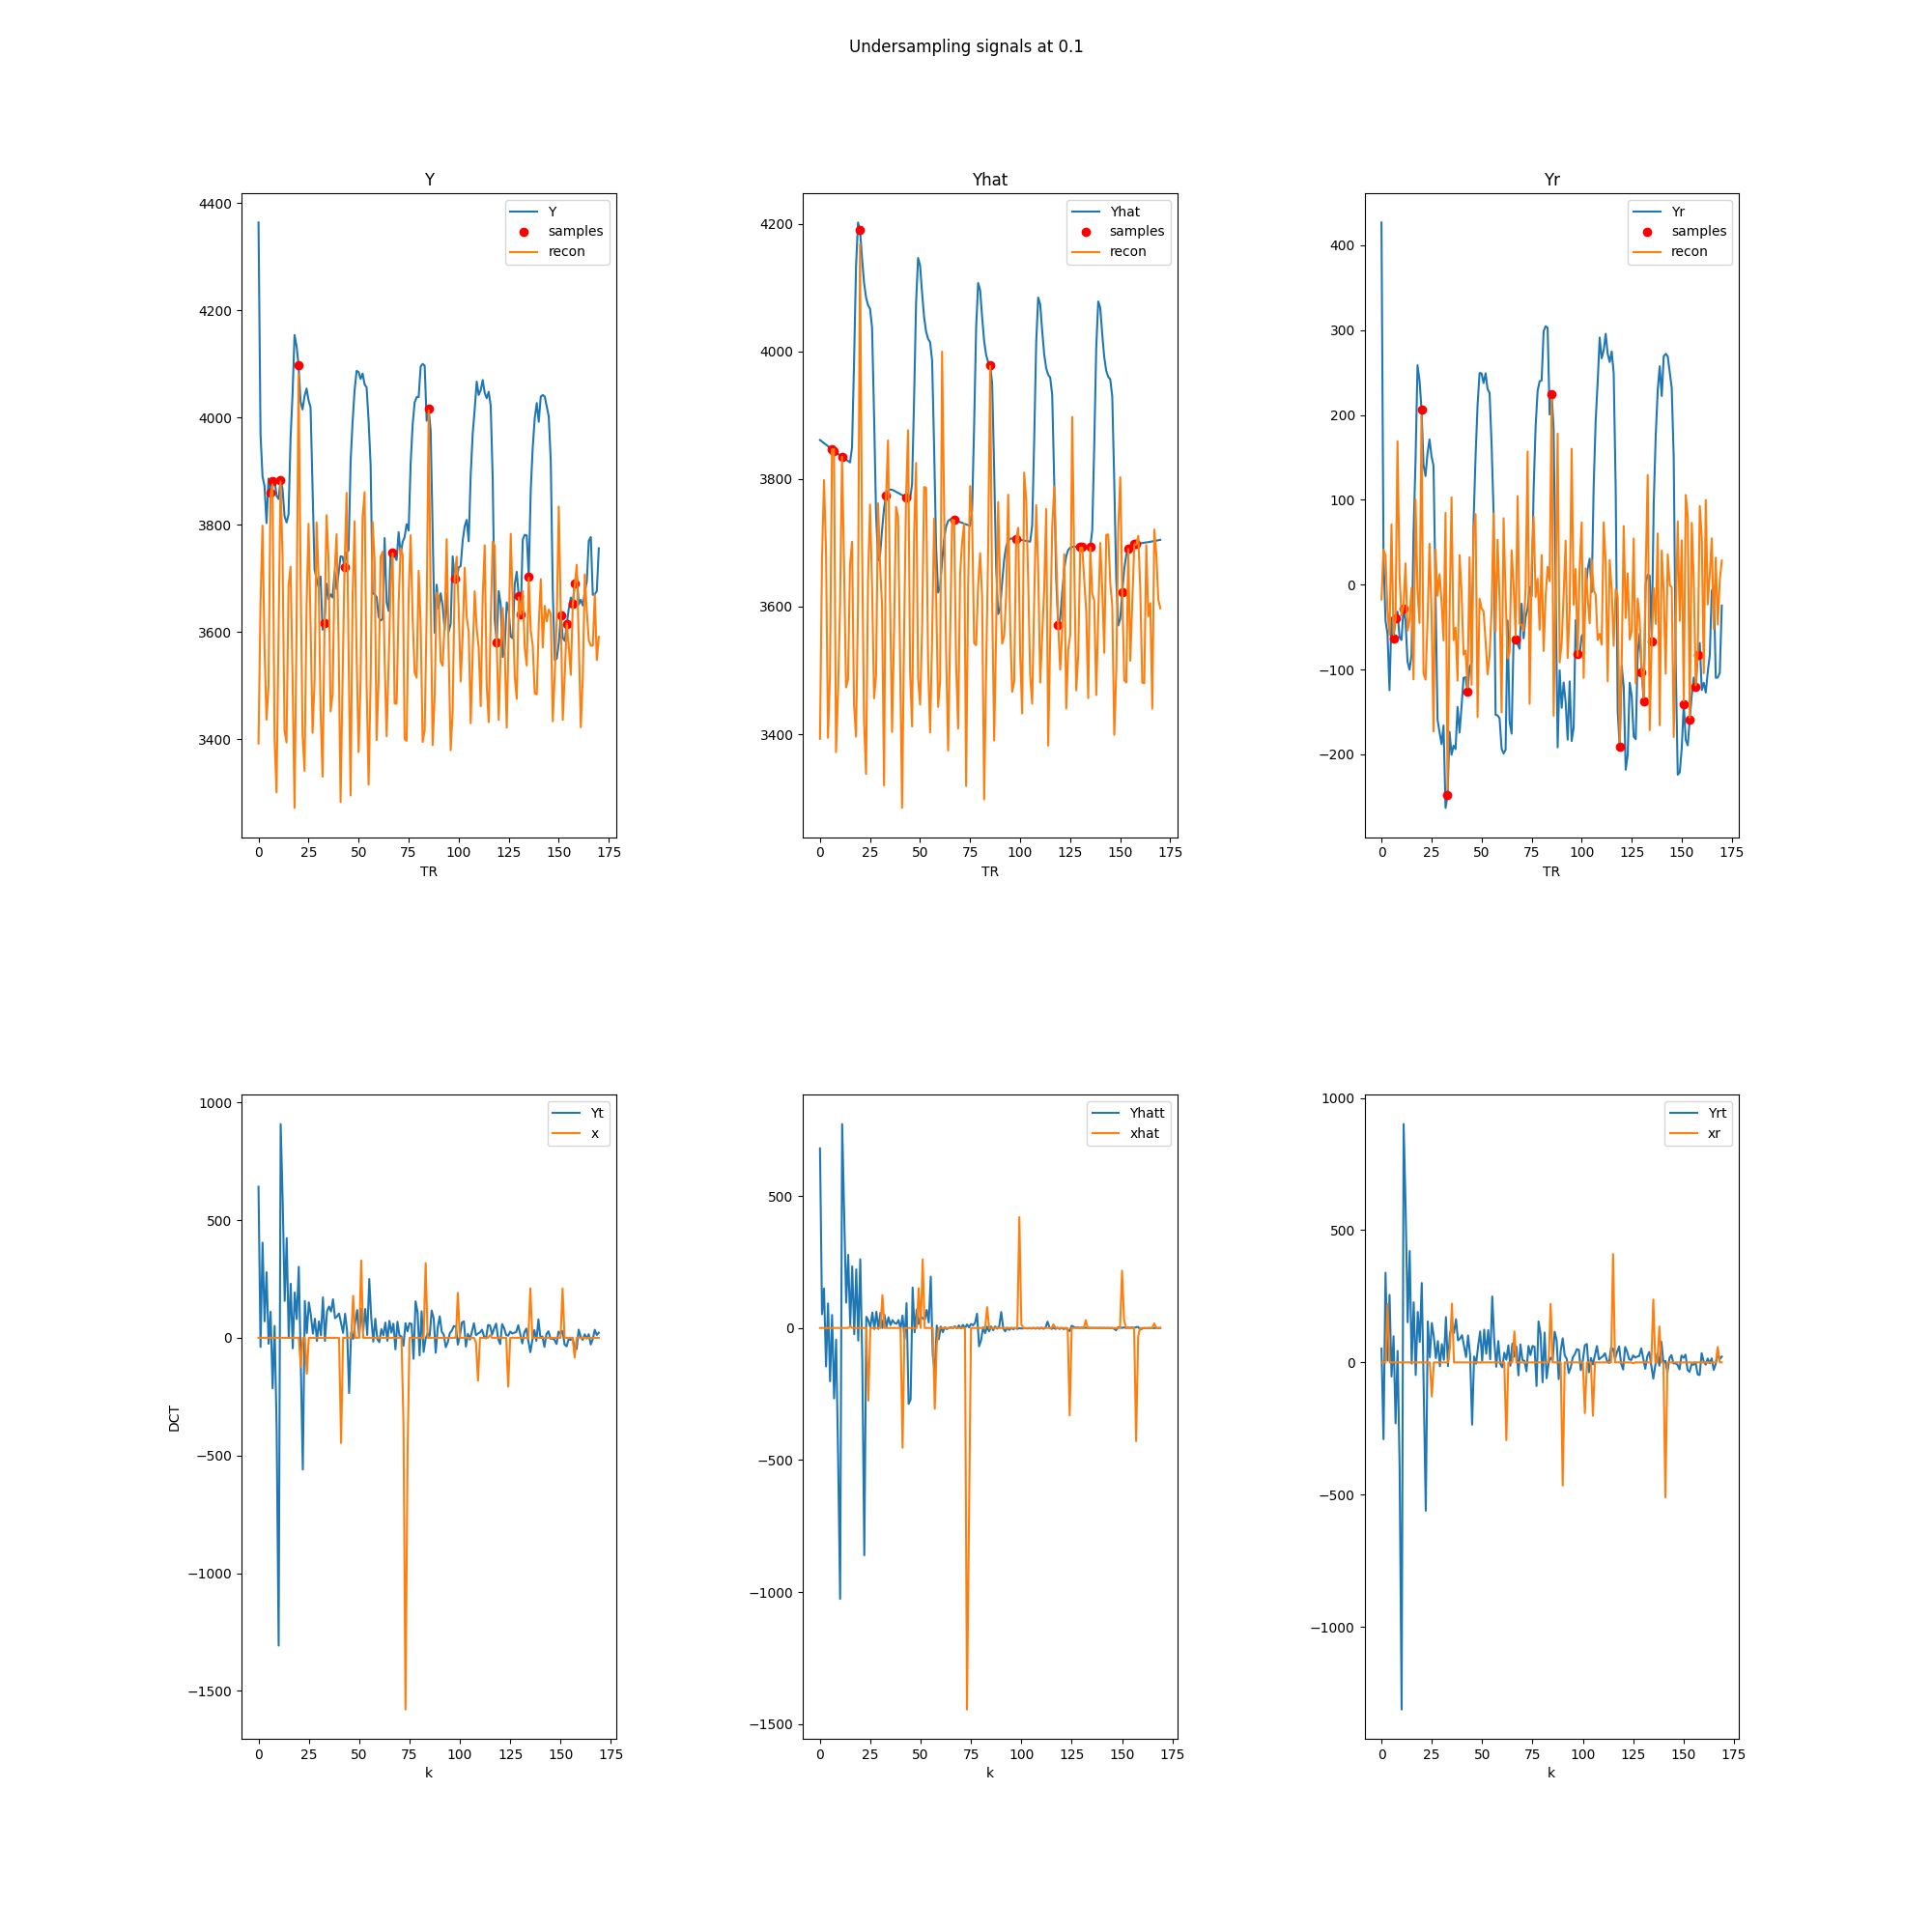 Undersampling signals at 0.1
Y
4400
4200
4000
3800
3600
3400
0 25 50 75 100 125 150 175
TR
Y
samples
recon
Yhat
4200
4000
3800
3600
3400
0 25 50 75 100 125 150 175
TR
Yhat
samples
recon
Yr
400
300
200
100
0
−100
−200
0 25 50 75 100 125 150 175
TR
Yr
samples
recon
DCT
1000
500
0
−500
−1000
−1500
0 25 50 75 100 125 150 175
k
Yt
x
500
0
−500
−1000
−1500
0 25 50 75 100 125 150 175
k
Yhatt
xhat
1000
500
0
−500
−1000
0 25 50 75 100 125 150 175
k
Yrt
xr